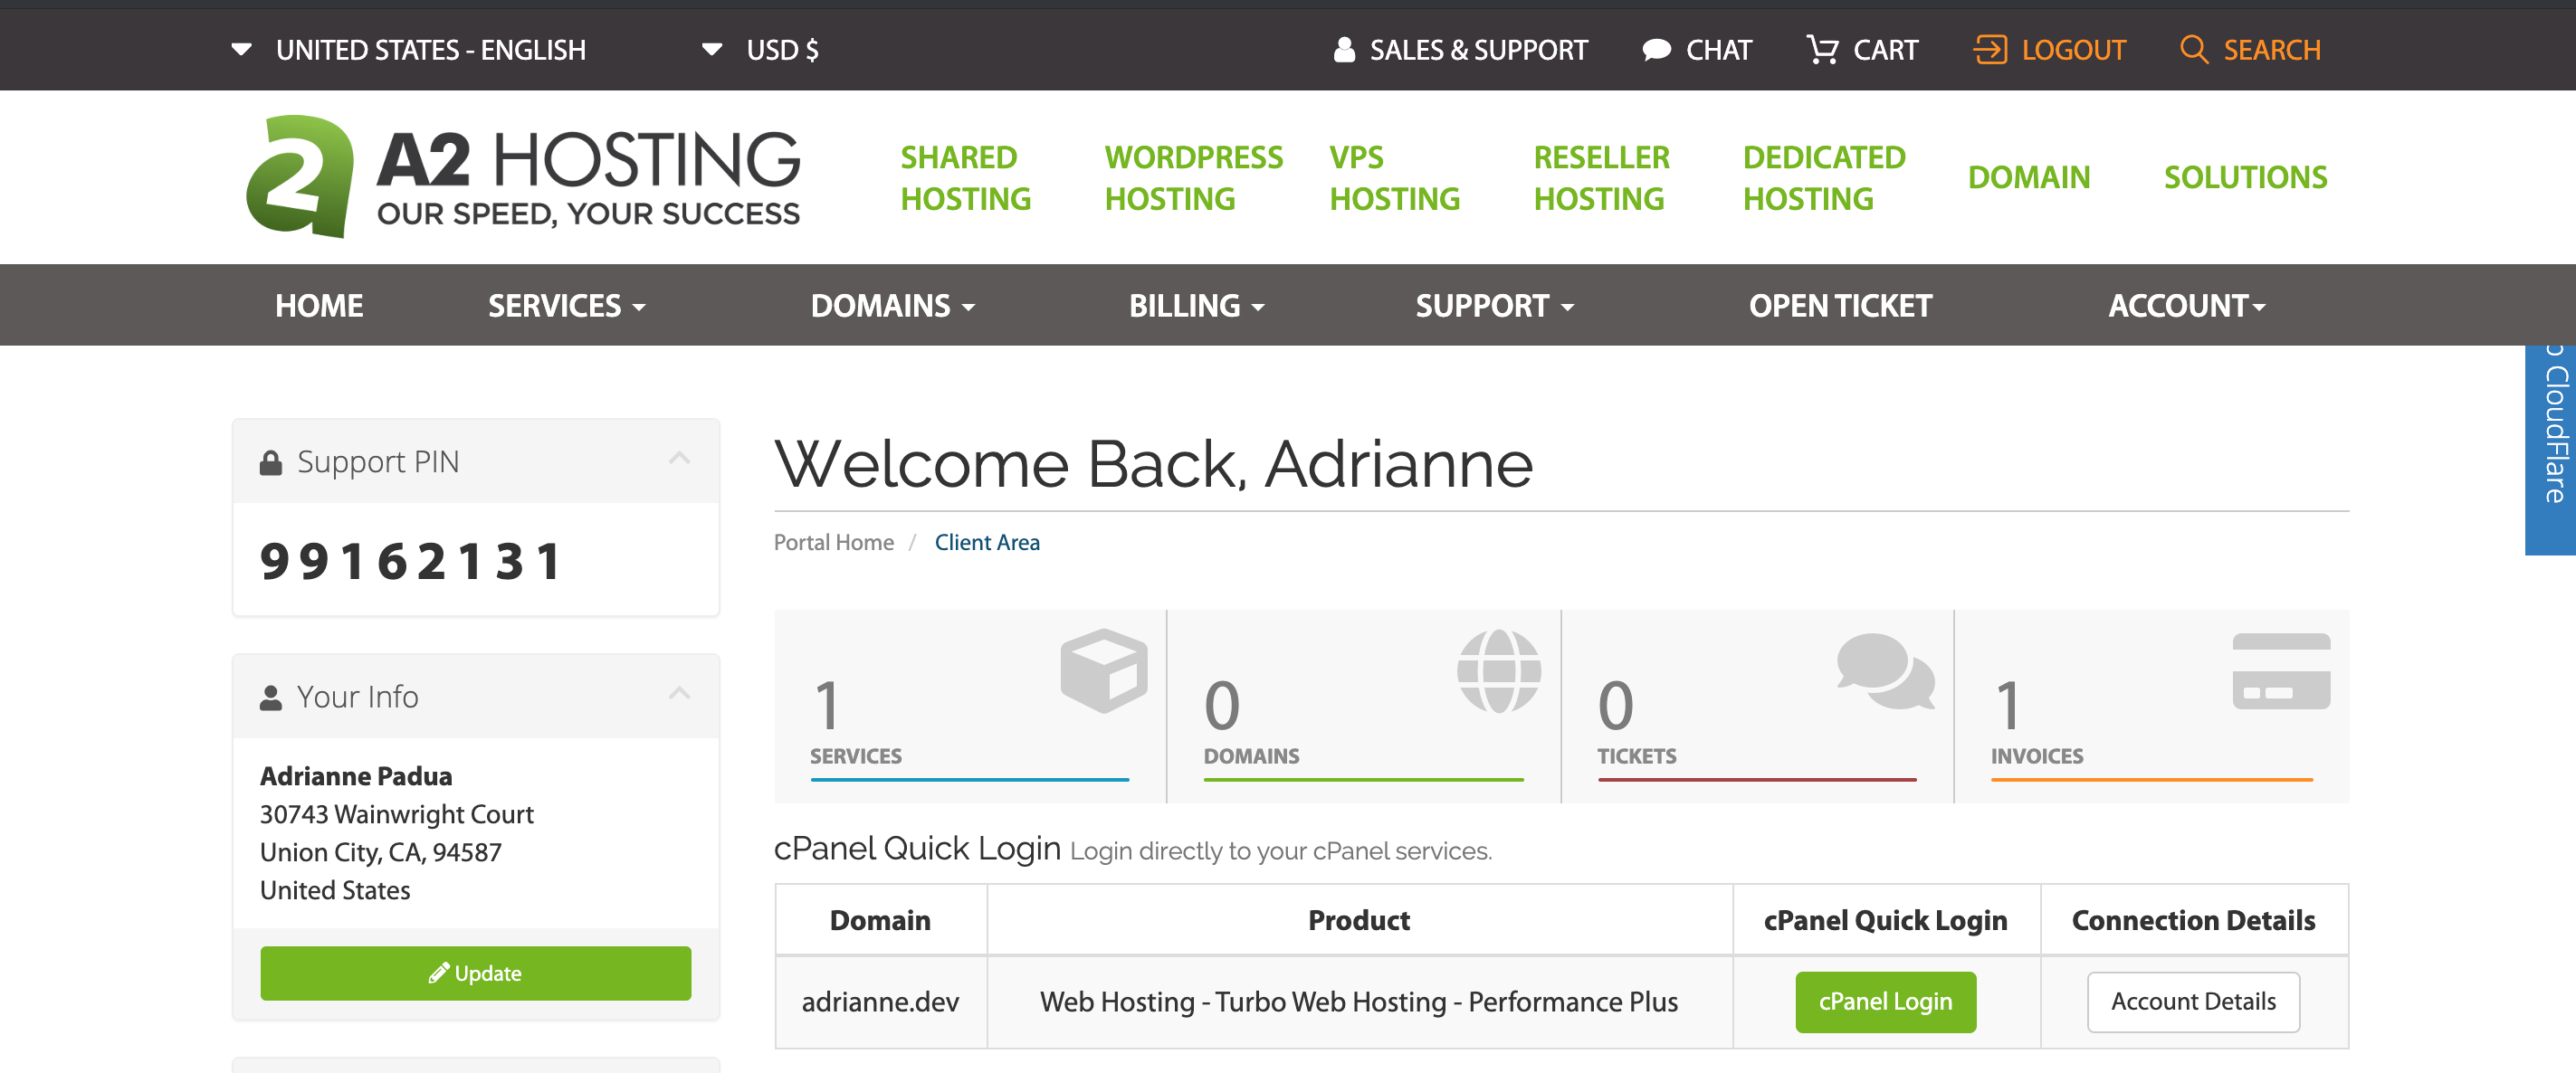 UNITED STATES - ENGLISH
USD $
SALES & SUPPORT
CHAT
CART
LOGOUT
SEARCH
A2 HOSTING
OUR SPEED, YOUR SUCCESS
SHARED
HOSTING
WORDPRESS
HOSTING
VPS
HOSTING
RESELLER
HOSTING
DEDICATED
HOSTING
DOMAIN
SOLUTIONS
HOME
SERVICES
DOMAINS
BILLING
SUPPORT
OPEN TICKET
ACCOUNT
CloudFlare
Support PIN
99162131
Your Info
Adrianne Padua
30743 Wainwright Court
Union City, CA, 94587
United States
Update
Welcome Back, Adrianne
Portal Home / Client Area
1
SERVICES
0
DOMAINS
0
TICKETS
1
INVOICES
cPanel Quick Login Login directly to your cPanel services.
Domain
Product
cPanel Quick Login
Connection Details
adrianne.dev
Web Hosting - Turbo Web Hosting - Performance Plus
cPanel Login
Account Details